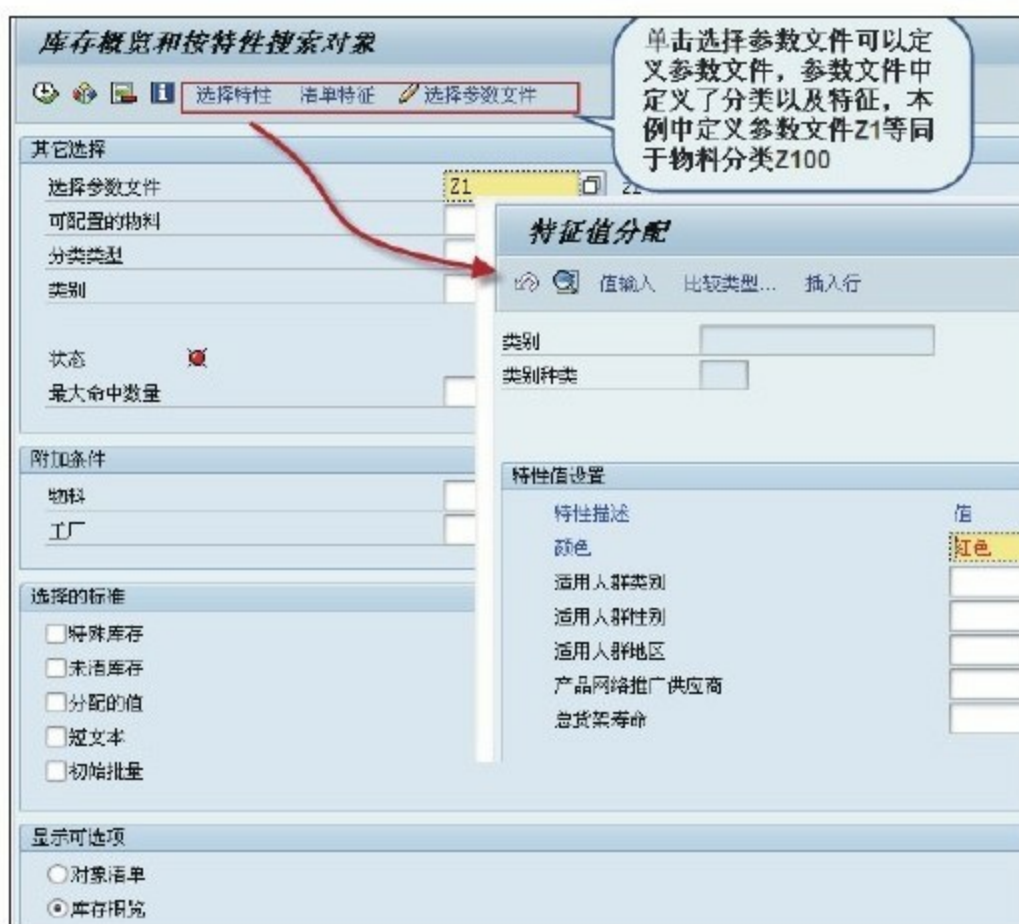 库存概览和按特性搜索对象
单击选择参数文件可以定
义参数文件，参数文件中
定义了分类以及特征，本
例中定义参数文件Z1等同
于物料分类Z100
选择特性 清单特征 选择参数文件
其它选择
选择参数文件 Z1
可配置的物料
分类类型
类别
状态
最大命中数量
附加条件
物料
工厂
选择的标准
特殊库存
未清库存
分配的值
短文本
初始批量
显示可选项
对象清单
库存概览
特征值分配
值输入 比较类型... 插入行
类别
类别种类
特性值设置
特性描述 值
颜色 红色
适用人群类别
适用人群性别
适用人群地区
产品网络推广供应商
总货架寿命